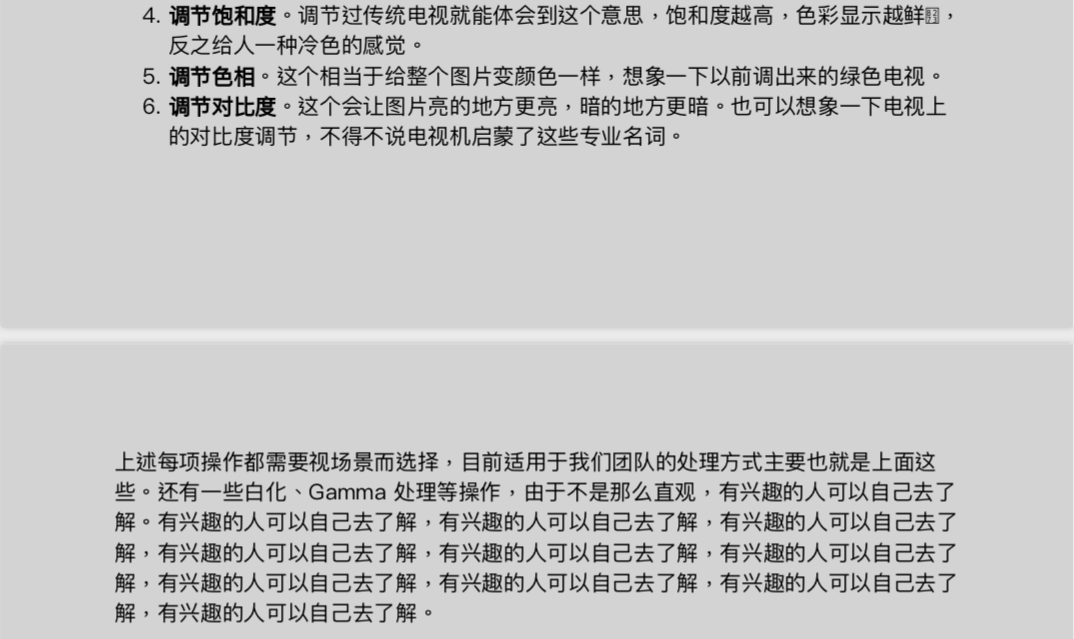 4. 调节饱和度。调节过传统电视就能体会到这个意思，饱和度越高，色彩显示越鲜，
反之给人一种冷色的感觉。
5. 调节色相。这个相当于给整个图片变颜色一样，想象一下以前调出来的绿色电视。
6. 调节对比度。这个会让图片亮的地方更亮，暗的地方更暗。也可以想象一下电视上
的对比度调节，不得不说电视机启蒙了这些专业名词。
上述每项操作都需要视场景而选择，目前适用于我们团队的处理方式主要也就是上面这
些。还有一些白化、Gamma 处理等操作，由于不是那么直观，有兴趣的人可以自己去了
解。有兴趣的人可以自己去了解，有兴趣的人可以自己去了解，有兴趣的人可以自己去了
解，有兴趣的人可以自己去了解，有兴趣的人可以自己去了解，有兴趣的人可以自己去了
解，有兴趣的人可以自己去了解，有兴趣的人可以自己去了解，有兴趣的人可以自己去了
解，有兴趣的人可以自己去了解。